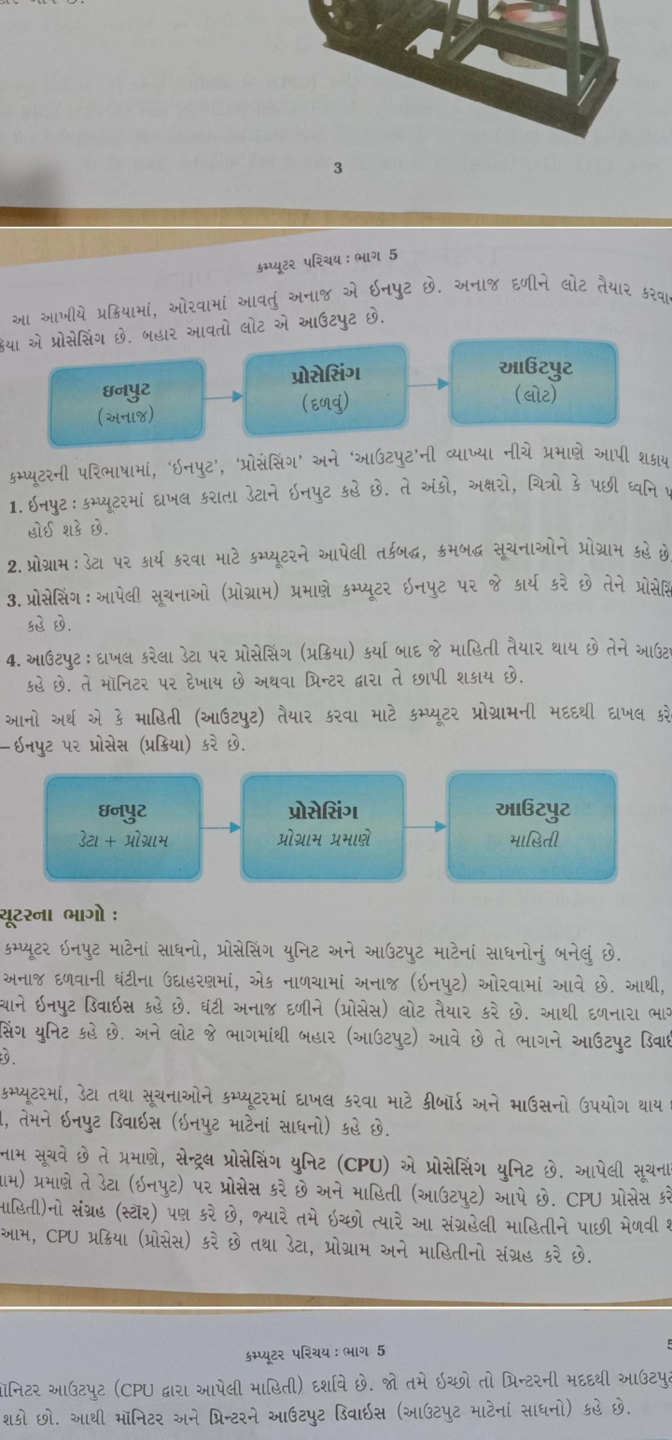 3
કમ્પ્યૂટર પરિચય : ભાગ 5
આ આખીયે પ્રક્રિયામાં, ઓરવામાં આવતું અનાજ એ ઇનપુટ છે. અનાજ દળીને લોટ તૈયાર
એ પ્રોસેસિંગ છે. બહાર આવતો લોટ એ આઉટપુટ છે.
ઇનપુટ
(અનાજ)
પ્રોસેસિંગ
(દળવું)
આઉટપુટ
(લોટ)
કમ્પ્યૂટરની પરિભાષામાં, ‘ઇનપુટ’, ‘પ્રોસેસિંગ’ અને ‘આઉટપુટ’ની વ્યાખ્યા નીચે પ્રમાણે આપી શકાય
1. ઇનપુટ : કમ્પ્યૂટરમાં દાખલ કરાતા ડેટાને ઇનપુટ કહે છે. તે અંકો, અક્ષરો, ચિત્રો કે પછી ધ્વનિ
હોઈ શકે છે.
2. પ્રોગ્રામ : ડેટા પર કાર્ય કરવા માટે કમ્પ્યૂટરને આપેલી તર્કબદ્ધ, ક્રમબદ્ધ સૂચનાઓને પ્રોગ્રામ કહે છે.
3. પ્રોસેસિંગ : આપેલી સૂચનાઓ (પ્રોગ્રામ) પ્રમાણે કમ્પ્યૂટર ઇનપુટ પર જે કાર્ય કરે છે તેને
કહે છે.
4. આઉટપુટ : દાખલ કરેલા ડેટા પર પ્રોસેસિંગ (પ્રક્રિયા) કર્યા બાદ જે માહિતી તૈયાર થાય છે તેને
કહે છે. તે મૉનિટર પર દેખાય છે અથવા પ્રિન્ટર દ્વારા તે છાપી શકાય છે.
આનો અર્થ એ કે માહિતી (આઉટપુટ) તૈયાર કરવા માટે કમ્પ્યૂટર પ્રોગ્રામની મદદથી દાખલ
– ઇનપુટ પર પ્રોસેસ (પ્રક્રિયા) કરે છે.
ઇનપુટ
ડેટા + પ્રોગ્રામ
પ્રોસેસિંગ
પ્રોગ્રામ પ્રમાણે
આઉટપુટ
માહિતી
ભાગો :
કમ્પ્યૂટર ઇનપુટ માટેનાં સાધનો, પ્રોસેસિંગ યુનિટ અને આઉટપુટ માટેનાં સાધનોનું બનેલું છે.
અનાજ દળવાની ઘંટીના ઉદાહરણમાં, એક નાળચામાં અનાજ (ઇનપુટ) ઓરવામાં આવે છે. આથી,
ઇનપુટ ડિવાઇસ કહે છે. ઘંટી અનાજ દળીને (પ્રોસેસ) લોટ તૈયાર કરે છે. આથી દળનારા
યુનિટ કહે છે. અને લોટ જે ભાગમાંથી બહાર (આઉટપુટ) આવે છે તે ભાગને આઉટપુટ
છે.
કમ્પ્યૂટરમાં, ડેટા તથા સૂચનાઓને કમ્પ્યૂટરમાં દાખલ કરવા માટે કીબૉર્ડ અને માઉસનો ઉપયોગ થાય
તેમને ઇનપુટ ડિવાઇસ (ઇનપુટ માટેનાં સાધનો) કહે છે.
નામ સૂચવે છે તે પ્રમાણે, સેન્ટ્રલ પ્રોસેસિંગ યુનિટ (CPU) એ પ્રોસેસિંગ યુનિટ છે. આપેલી
પ્રમાણે તે ડેટા (ઇનપુટ) પર પ્રોસેસ કરે છે અને માહિતી (આઉટપુટ) આપે છે. CPU પ્રોસેસ
સંગ્રહ (સ્ટૉર) પણ કરે છે, જ્યારે તમે ઇચ્છો ત્યારે આ સંગ્રહેલી માહિતીને પાછી મેળવી
આમ, CPU પ્રક્રિયા (પ્રોસેસ) કરે છે તથા ડેટા, પ્રોગ્રામ અને માહિતીનો સંગ્રહ કરે છે.
કમ્પ્યૂટર પરિચય : ભાગ 5
આઉટપુટ (CPU દ્વારા આપેલી માહિતી) દર્શાવે છે. જો તમે ઇચ્છો તો પ્રિન્ટરની મદદથી
શકો છો. આથી મૉનિટર અને પ્રિન્ટરને આઉટપુટ ડિવાઇસ (આઉટપુટ માટેનાં સાધનો) કહે છે.